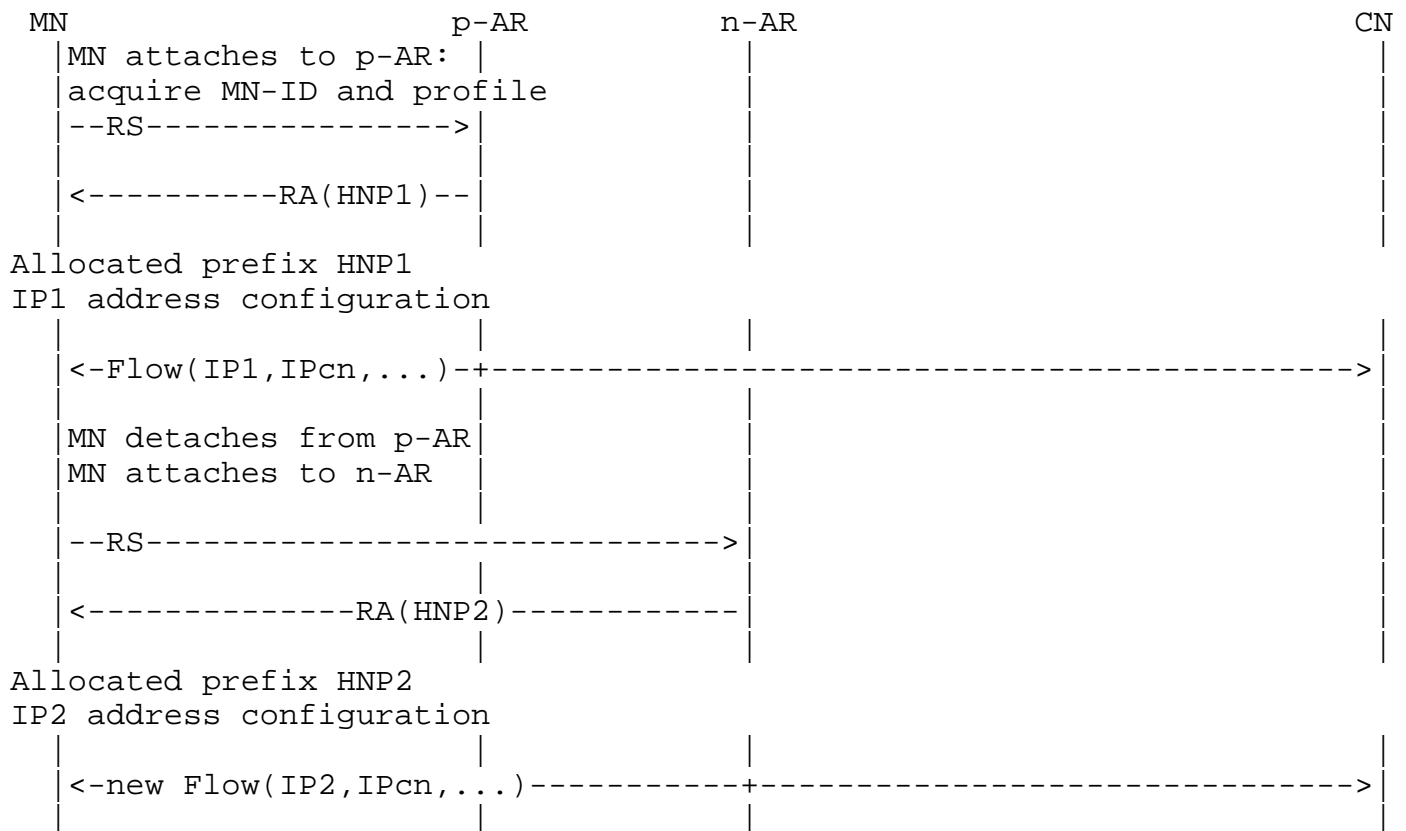 MN p-AR n-AR CN
|MN attaches to p-AR: | | |
|acquire MN-ID and profile | |
|--RS---------------->| | |
| | | |
|<----------RA(HNP1)--| | |
| | | |
Allocated prefix HNP1
IP1 address configuration
| | | |
|<-Flow(IP1,IPcn,...)-+--------------------------------------------->|
| | | |
|MN detaches from p-AR| | |
|MN attaches to n-AR | | |
| | | |
|--RS------------------------------>| |
| | | |
|<--------------RA(HNP2)------------| |
| | | |
Allocated prefix HNP2
IP2 address configuration
| | | |
|<-new Flow(IP2,IPcn,...)-----------+------------------------------->|
| | | |